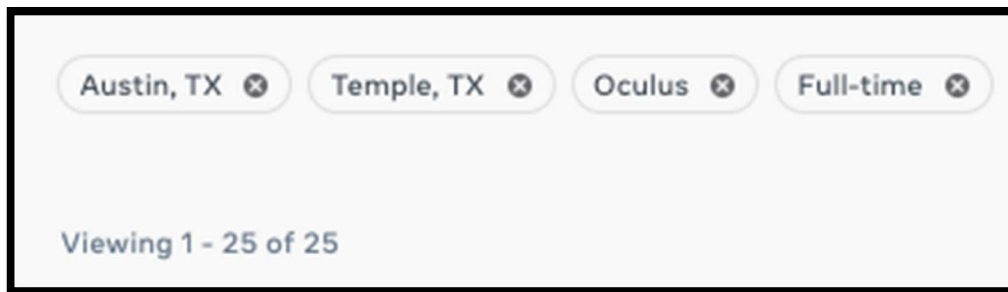 Austin, TX Temple, TX Oculus Full-time
Viewing 1 - 25 of 25